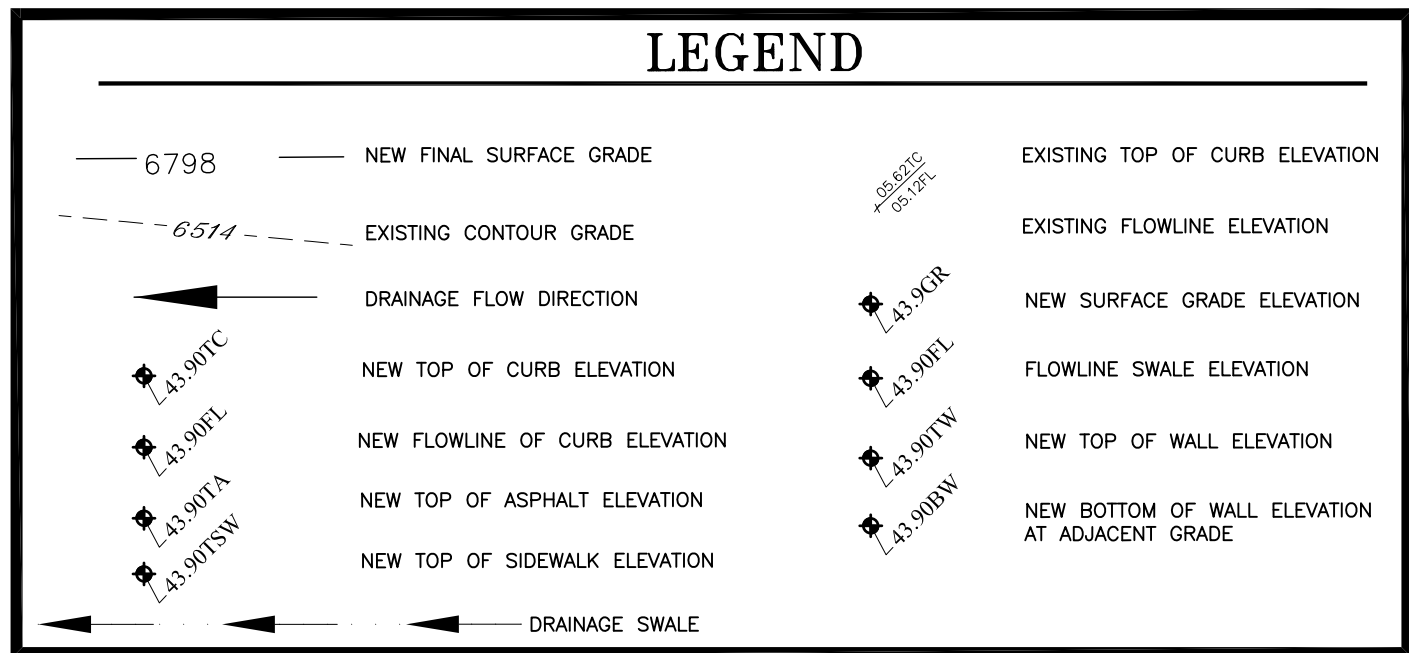 LEGEND
6798
NEW FINAL SURFACE GRADE
6514
EXISTING CONTOUR GRADE
DRAINAGE FLOW DIRECTION
43.90TC
NEW TOP OF CURB ELEVATION
43.90FL
NEW FLOWLINE OF CURB ELEVATION
43.90TA
NEW TOP OF ASPHALT ELEVATION
43.90TSW
NEW TOP OF SIDEWALK ELEVATION
DRAINAGE SWALE
05.62TC
05.12FL
EXISTING TOP OF CURB ELEVATION
EXISTING FLOWLINE ELEVATION
43.9GR
NEW SURFACE GRADE ELEVATION
43.90FL
FLOWLINE SWALE ELEVATION
43.90TW
NEW TOP OF WALL ELEVATION
43.90BW
NEW BOTTOM OF WALL ELEVATION
AT ADJACENT GRADE